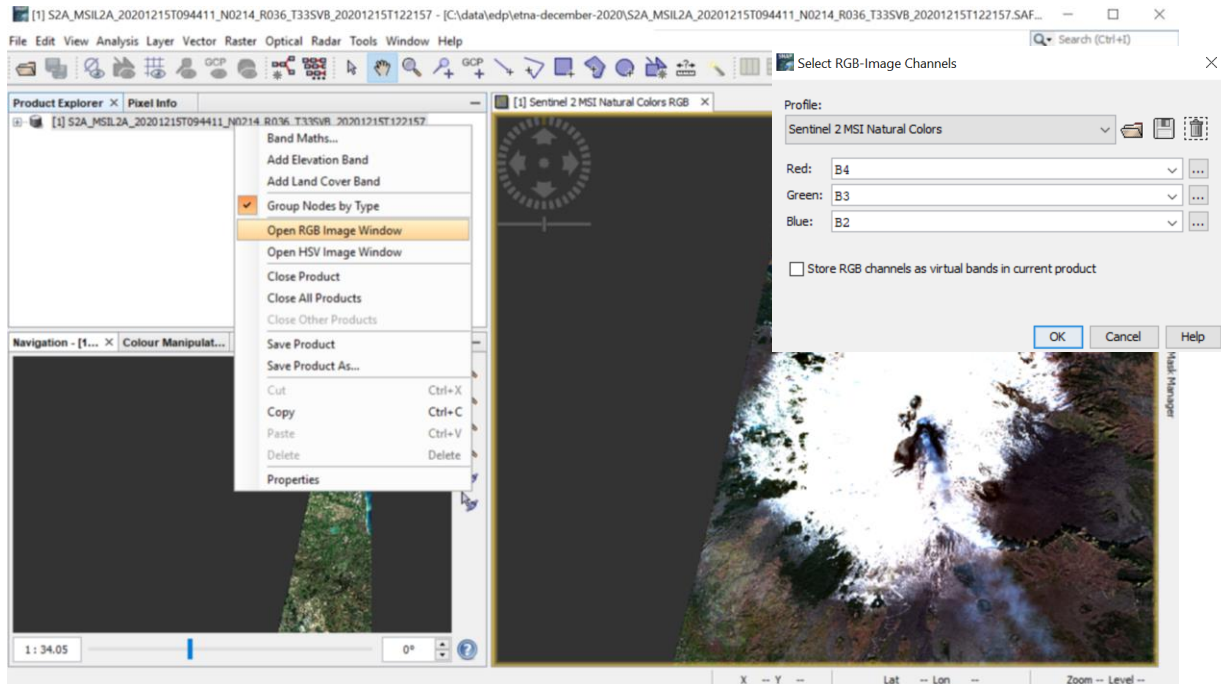 [1] S2A_MSIL2A_20201215T094411_N0214_R036_T33SVB_20201215T122157 - [C:\data\edp\etna-december-2020\S2A_MSIL2A_20201215T094411_N0214_R036_T33SVB_20201215T122157.SAF...
File Edit View Analysis Layer Vector Raster Optical Radar Tools Window Help
Search (Ctrl+I)
GCP GCP
Product Explorer Pixel Info
[1] S2A_MSIL2A_20201215T094411_N0214_R036_T33SVB_20201215T122157
Band Maths...
Add Elevation Band
Add Land Cover Band
Group Nodes by Type
Open RGB Image Window
Open HSV Image Window
Close Product
Close All Products
Close Other Products
Save Product
Save Product As...
Cut Ctrl+X
Copy Ctrl+C
Paste Ctrl+V
Delete Delete
Properties
Navigation - [1... Colour Manipulat...
1 : 34.05
0°
[1] Sentinel 2 MSI Natural Colors RGB
Select RGB-Image Channels
Profile:
Sentinel 2 MSI Natural Colors
Red: B4 ...
Green: B3 ...
Blue: B2 ...
Store RGB channels as virtual bands in current product
OK Cancel Help
Mask Manager
X -- Y -- Lat -- Lon -- Zoom -- Level --